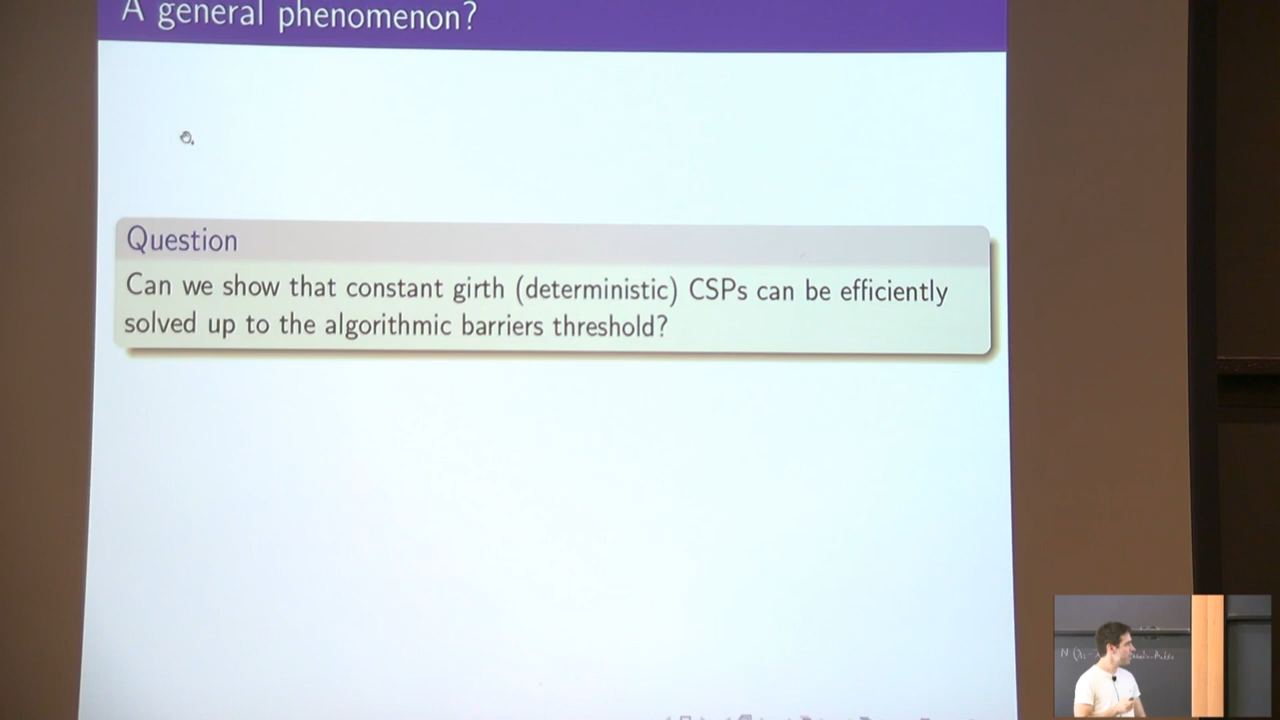 A general phenomenon?
Question
Can we show that constant girth (deterministic) CSPs can be efficiently
solved up to the algorithmic barriers threshold?